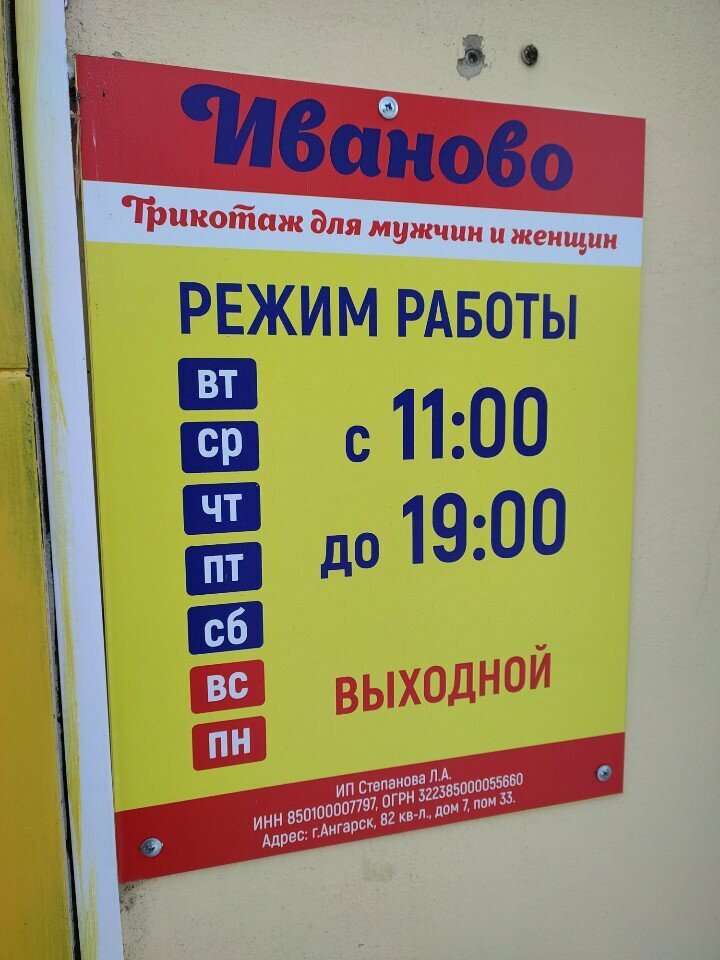 Иваново
Трикотаж для мужчин и женщин
РЕЖИМ РАБОТЫ
ВТ
СР
ЧТ
ПТ
СБ
с 11:00
до 19:00
ВС
ПН
ВЫХОДНОЙ
ИП Степанова Л.А.
ИНН 850100007797, ОГРН 322385000055660
Адрес: г.Ангарск, 82 кв-л., дом 7, пом 33.